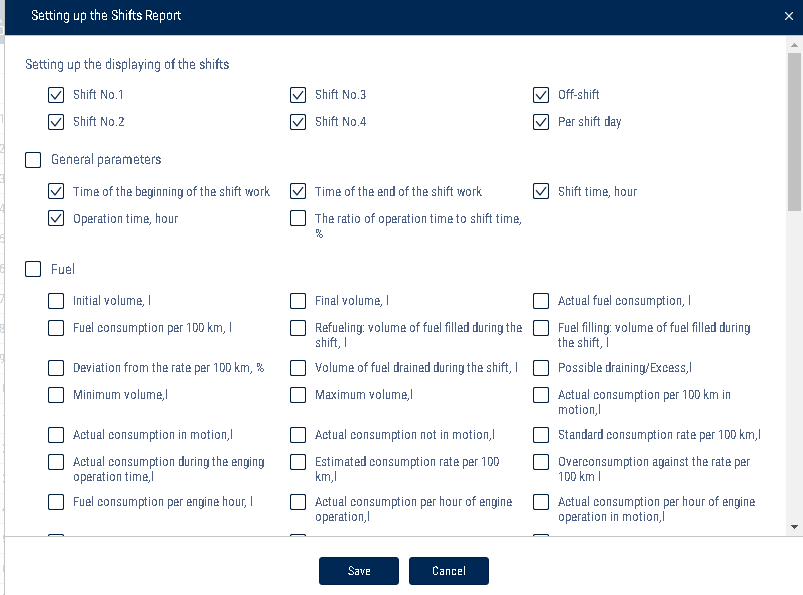 Setting up the Shifts Report
Setting up the displaying of the shifts
Shift No.1
Shift No.3
Off-shift
Shift No.2
Shift No.4
Per shift day
General parameters
Time of the beginning of the shift work
Time of the end of the shift work
Shift time, hour
Operation time, hour
The ratio of operation time to shift time,
%
Fuel
Initial volume, l
Final volume, l
Actual fuel consumption, l
Fuel consumption per 100 km, l
Refueling: volume of fuel filled during the
shift, l
Fuel filling: volume of fuel filled during
the shift, l
Deviation from the rate per 100 km, %
Volume of fuel drained during the shift, l
Possible draining/Excess,l
Minimum volume,l
Maximum volume,l
Actual consumption per 100 km in
motion,l
Actual consumption in motion,l
Actual consumption not in motion,l
Standard consumption rate per 100 km,l
Actual consumption during the enging
operation time,l
Estimated consumption rate per 100
km,l
Overconsumption against the rate per
100 km l
Fuel consumption per engine hour, l
Actual consumption per hour of engine
operation,l
Actual consumption per hour of engine
operation in motion,l
Save
Cancel